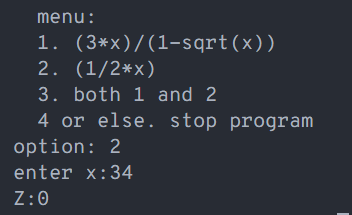 menu:
1. (3*x)/(1-sqrt(x))
2. (1/2*x)
3. both 1 and 2
4 or else. stop program
option: 2
enter x:34
Z:0